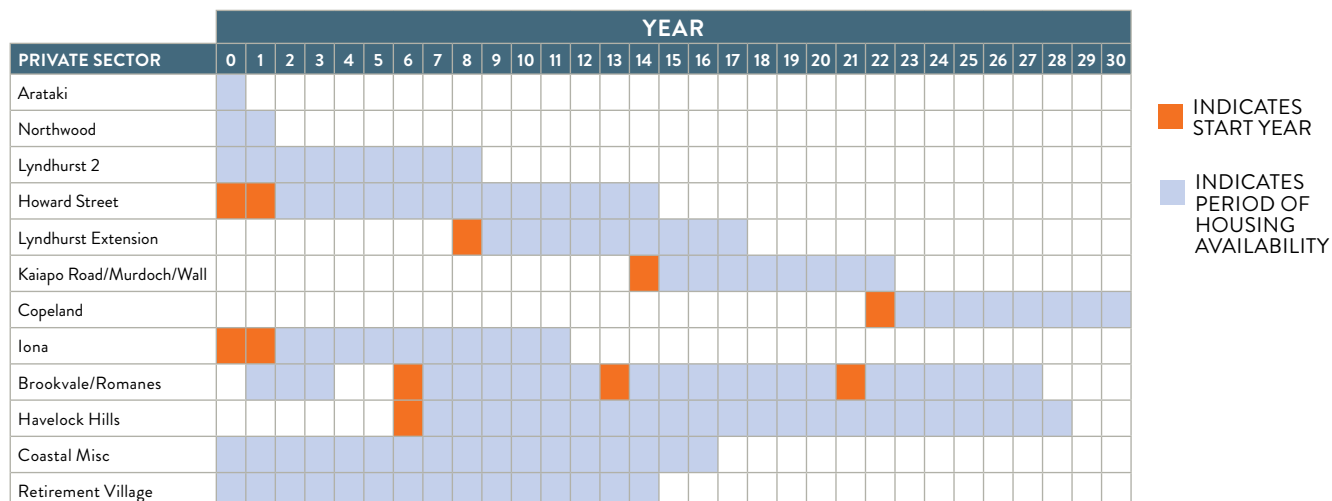 YEAR
PRIVATE SECTOR 0 1 2 3 4 5 6 7 8 9 10 11 12 13 14 15 16 17 18 19 20 21 22 23 24 25 26 27 28 29 30
Arataki
Northwood
Lyndhurst 2
Howard Street
Lyndhurst Extension
Kaiapo Road/Murdoch/Wall
Copeland
Iona
Brookvale/Romanes
Havelock Hills
Coastal Misc
Retirement Village
INDICATES
START YEAR
INDICATES
PERIOD OF
HOUSING
AVAILABILITY